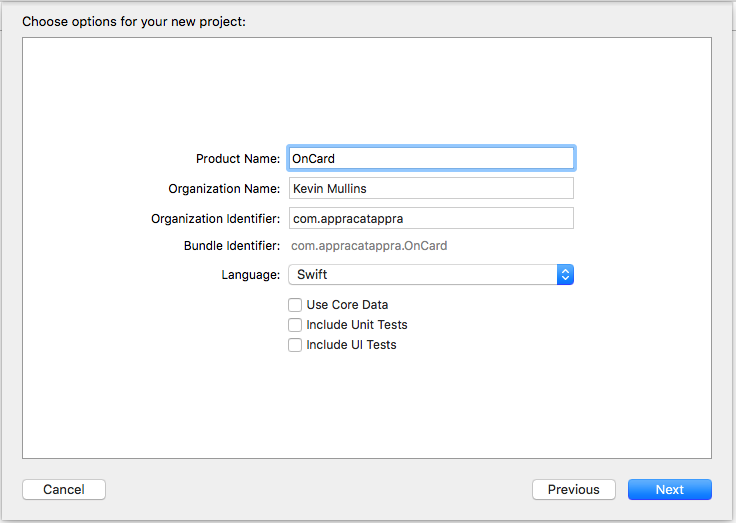 Choose options for your new project:
Product Name: OnCard
Organization Name: Kevin Mullins
Organization Identifier: com.appracatappra
Bundle Identifier: com.appracatappra.OnCard
Language: Swift
Use Core Data
Include Unit Tests
Include UI Tests
Cancel Previous Next